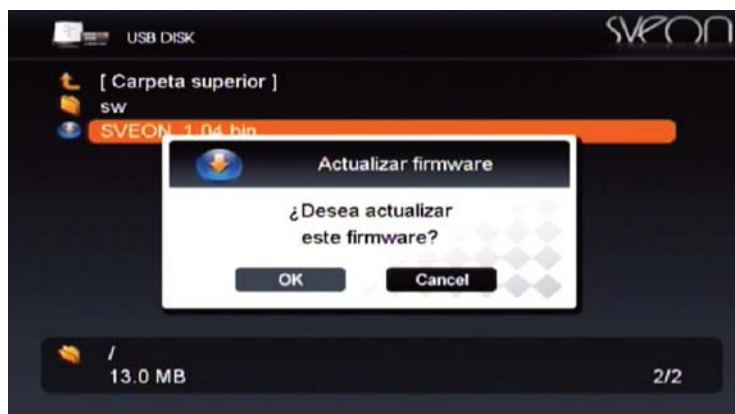 USB DISK
sveon
[ Carpeta superior ]
sw
SVEON_1.04.bin
Actualizar firmware
¿Desea actualizar
este firmware?
OK
Cancel
/
13.0 MB
2/2